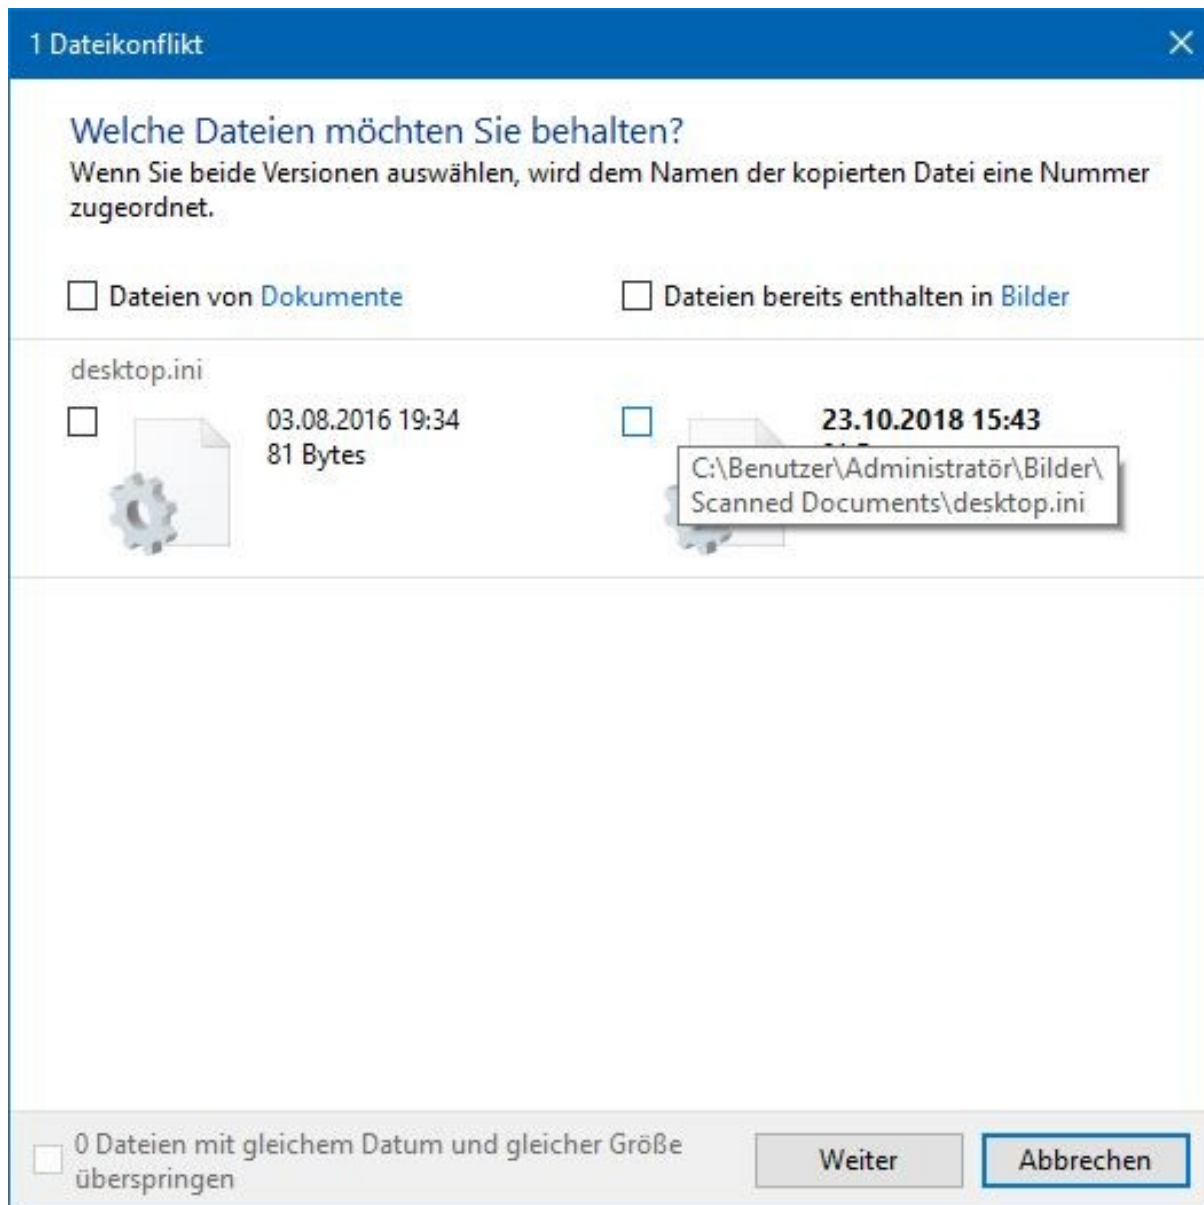 1 Dateikonflikt
Welche Dateien möchten Sie behalten?
Wenn Sie beide Versionen auswählen, wird dem Namen der kopierten Datei eine Nummer
zugeordnet.
Dateien von Dokumente
Dateien bereits enthalten in Bilder
desktop.ini
03.08.2016 19:34
81 Bytes
23.10.2018 15:43
C:\Benutzer\Administratör\Bilder\
Scanned Documents\desktop.ini
0 Dateien mit gleichem Datum und gleicher Größe
überspringen
Weiter
Abbrechen